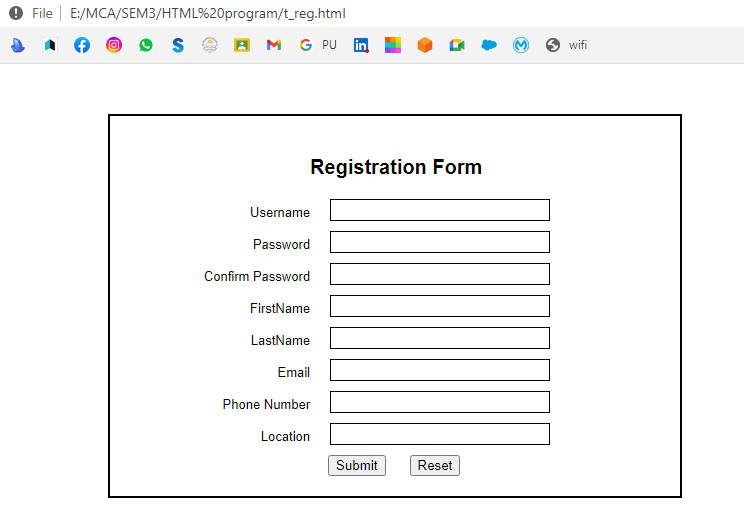 File E:/MCA/SEM3/HTML%20program/t_reg.html
PU wifi
Registration Form
Username
Password
Confirm Password
FirstName
LastName
Email
Phone Number
Location
Submit Reset